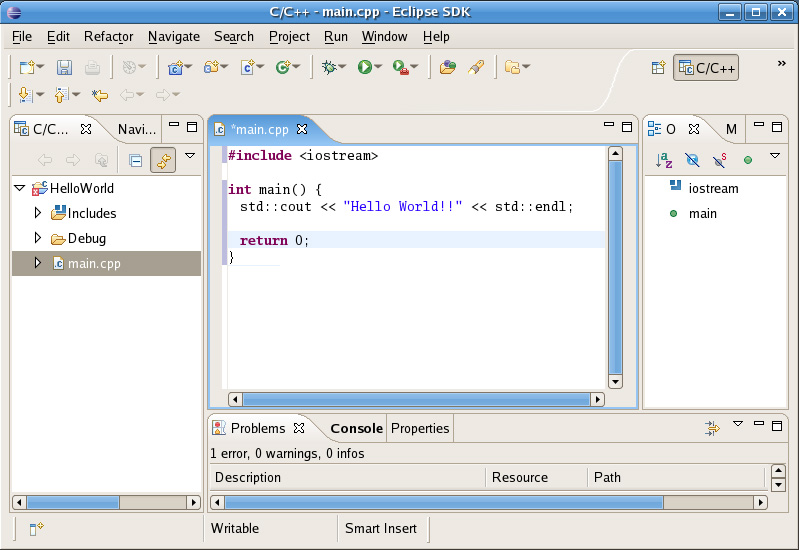 C/C++ - main.cpp - Eclipse SDK
File Edit Refactor Navigate Search Project Run Window Help
C/C++
»
C/C... Navi...
HelloWorld
Includes
Debug
main.cpp
*main.cpp
#include <iostream>
int main() {
std::cout << "Hello World!!" << std::endl;
return 0;
}
O M
iostream
main
Problems Console Properties
1 error, 0 warnings, 0 infos
Description Resource Path
Writable Smart Insert